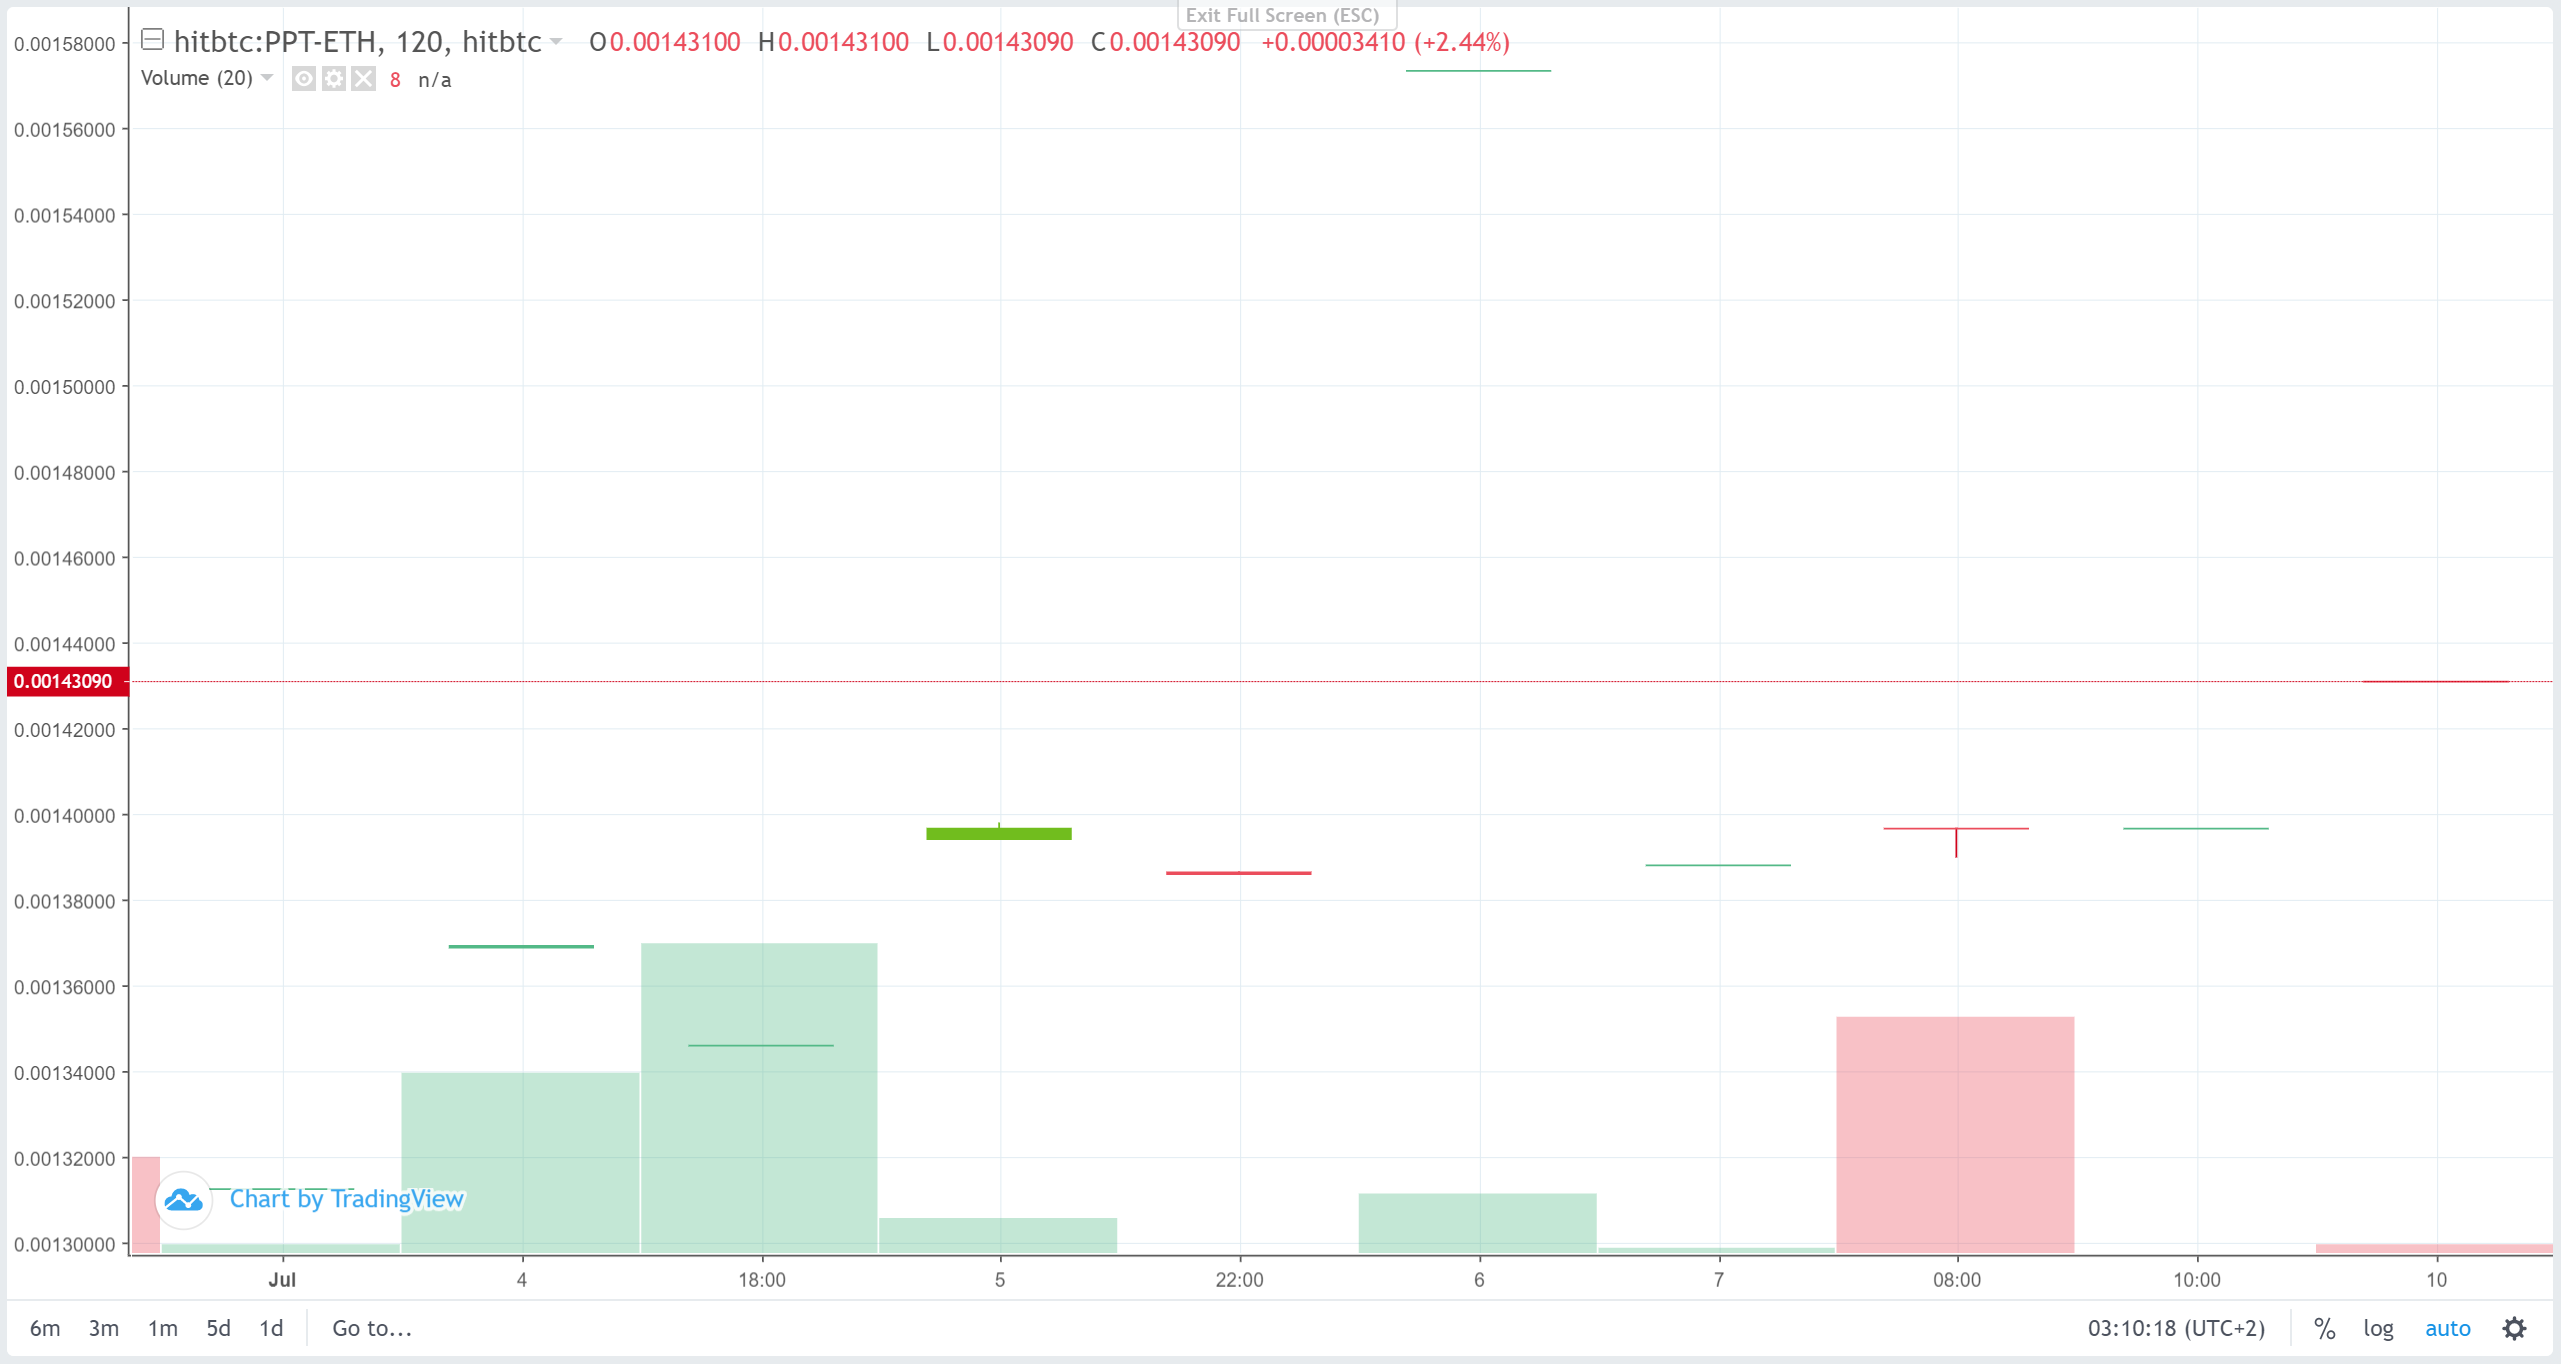 Exit Full Screen (ESC)
hitbtc:PPT-ETH, 120, hitbtc O0.00143100 H0.00143100 L0.00143090 C0.00143090 +0.00003410 (+2.44%)
Volume (20) 8 n/a
0.00158000
0.00156000
0.00154000
0.00152000
0.00150000
0.00148000
0.00146000
0.00144000
0.00143090
0.00142000
0.00140000
0.00138000
0.00136000
0.00134000
0.00132000
0.00130000
Chart by TradingView
Jul 4 18:00 5 22:00 6 7 08:00 10:00 10
6m 3m 1m 5d 1d Go to... 03:10:18 (UTC+2) % log auto